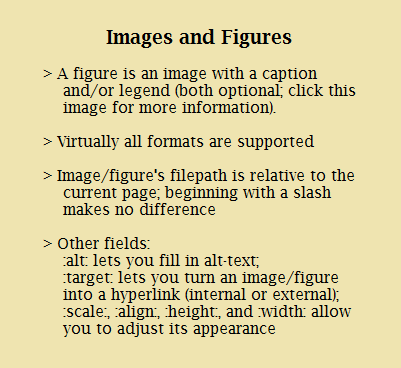 Images and Figures
> A figure is an image with a caption
and/or legend (both optional; click this
image for more information).
> Virtually all formats are supported
> Image/figure's filepath is relative to the
current page; beginning with a slash
makes no difference
> Other fields:
:alt: lets you fill in alt-text;
:target: lets you turn an image/figure
into a hyperlink (internal or external);
:scale:, :align:, :height:, and :width: allow
you to adjust its appearance